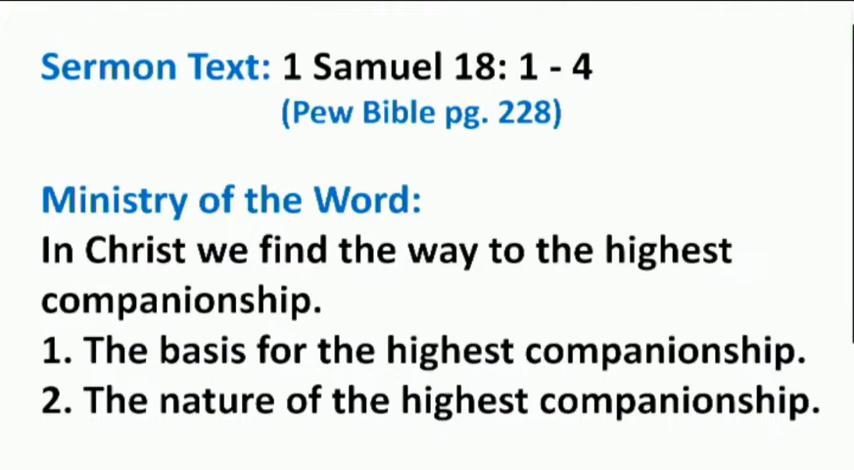 Sermon Text: 1 Samuel 18: 1 - 4
(Pew Bible pg. 228)
Ministry of the Word:
In Christ we find the way to the highest
companionship.
1. The basis for the highest companionship.
2. The nature of the highest companionship.